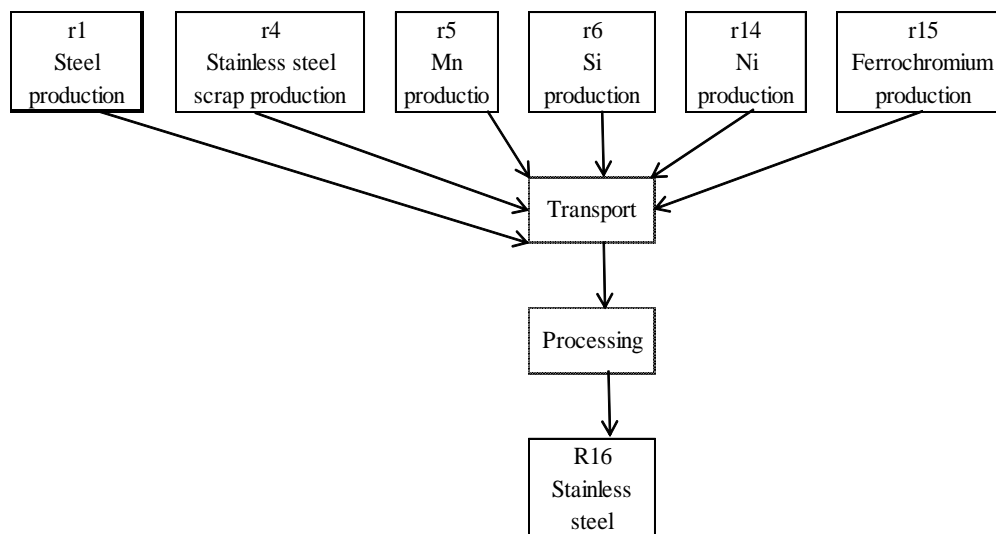 r1
Steel
production
r4
Stainless steel
scrap production
r5
Mn
productio
r6
Si
production
r14
Ni
production
r15
Ferrochromium
production
Transport
Processing
R16
Stainless
steel